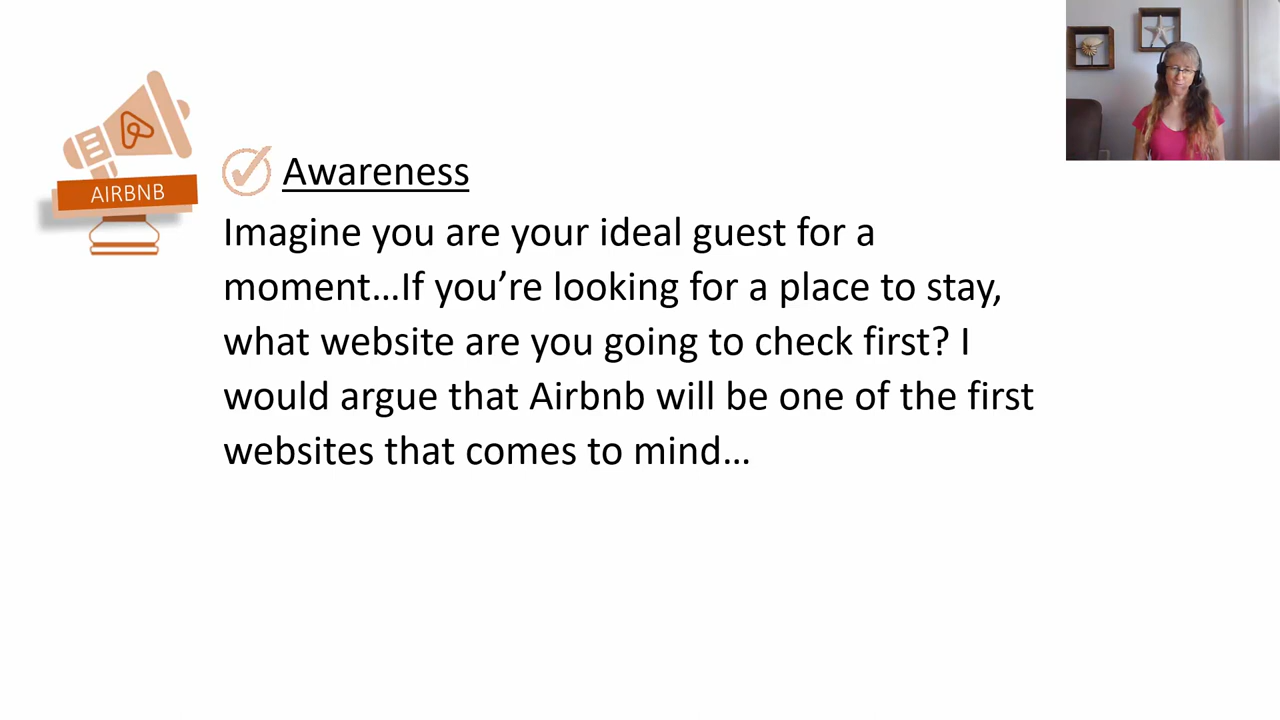 AIRBNB
Awareness
Imagine you are your ideal guest for a
moment…If you’re looking for a place to stay,
what website are you going to check first? I
would argue that Airbnb will be one of the first
websites that comes to mind…